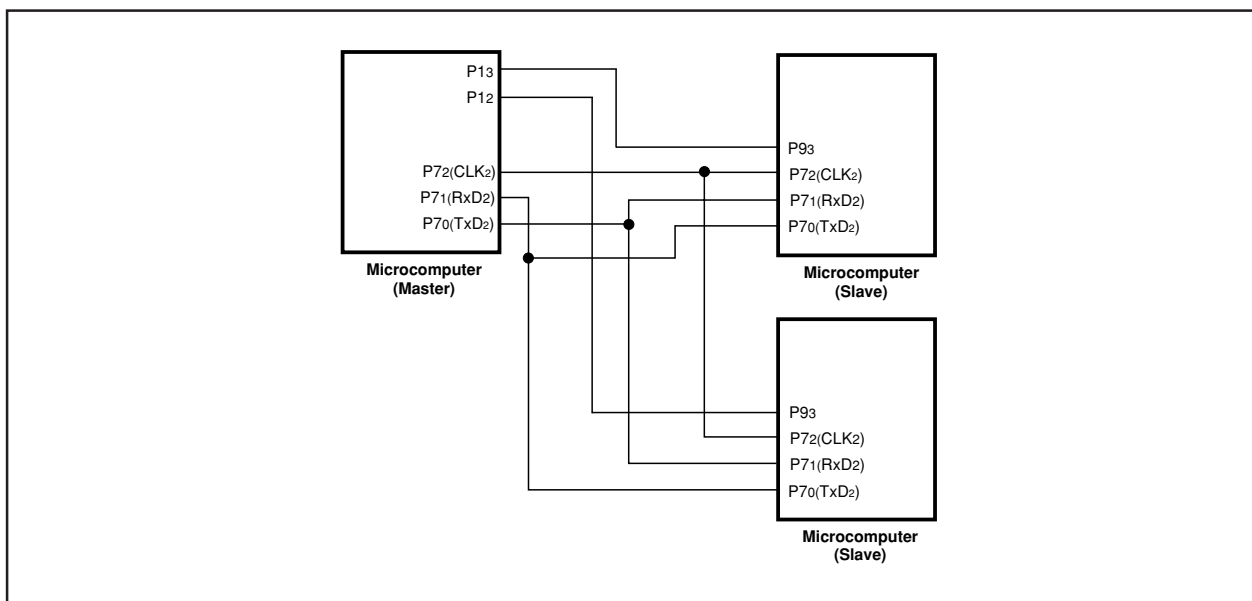 P13
P12
P72(CLK2)
P71(RxD2)
P70(TxD2)
Microcomputer
(Master)
P93
P72(CLK2)
P71(RxD2)
P70(TxD2)
Microcomputer
(Slave)
P93
P72(CLK2)
P71(RxD2)
P70(TxD2)
Microcomputer
(Slave)